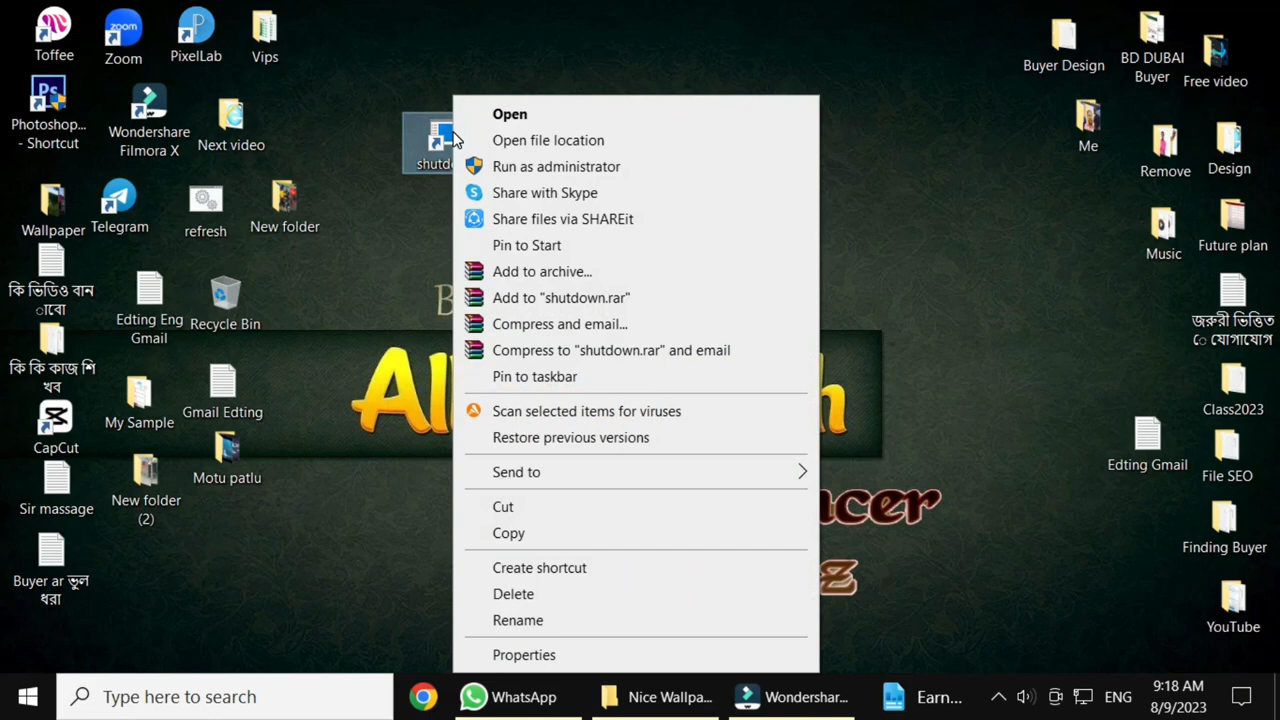 Toffee
Zoom
PixelLab
Vips
Photoshop...
- Shortcut
Wondershare
Filmora X
Next video
Wallpaper
Telegram
refresh
New folder
কি ভিডিও বান
াবো
Edting Eng
Gmail
Recycle Bin
কি কি কাজ শি
খব
My Sample
Gmail Edting
CapCut
Motu patlu
Sir massage
New folder
(2)
Buyer ar ভুল
ধরা
Open
Open file location
Run as administrator
Share with Skype
Share files via SHAREit
Pin to Start
Add to archive...
Add to "shutdown.rar"
Compress and email...
Compress to "shutdown.rar" and email
Pin to taskbar
Scan selected items for viruses
Restore previous versions
Send to
Cut
Copy
Create shortcut
Delete
Rename
Properties
Buyer Design
BD DUBAI
Buyer
Free video
Me
Remove
Design
Music
Future plan
জরুরী ভিত্তিত
ে যোগাযোগ
Class2023
Edting Gmail
File SEO
Finding Buyer
YouTube
Type here to search
WhatsApp
Nice Wallpa...
Wondershar...
Earn...
ENG
9:18 AM
8/9/2023